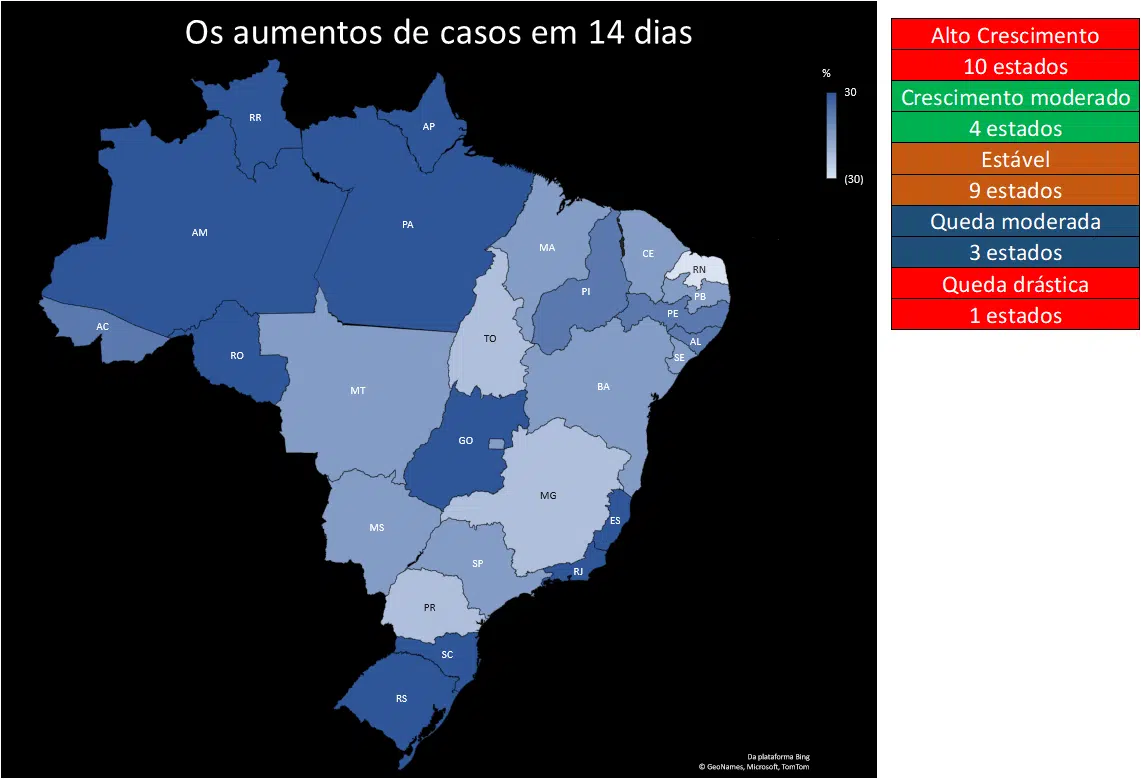 Os aumentos de casos em 14 dias
%
30
(30)
RR
AP
AM
PA
MA
CE
RN
PB
PI
PE
AL
SE
AC
RO
TO
BA
MT
GO
MG
ES
MS
SP
RJ
PR
SC
RS
Da plataforma Bing
© GeoNames, Microsoft, TomTom
Alto Crescimento
10 estados
Crescimento moderado
4 estados
Estável
9 estados
Queda moderada
3 estados
Queda drástica
1 estados